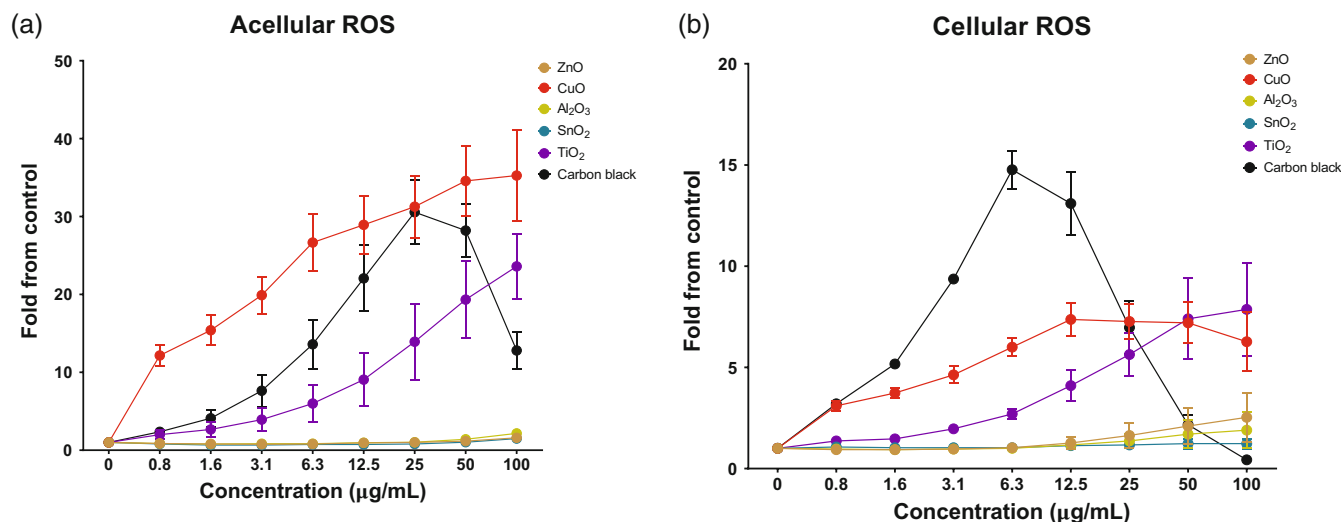 (a)
Acellular ROS
Fold from control
50
40
30
20
10
0
0 0.8 1.6 3.1 6.3 12.5 25 50 100
Concentration (μg/mL)
ZnO
CuO
Al₂O₃
SnO₂
TiO₂
Carbon black
(b)
Cellular ROS
Fold from control
20
15
10
5
0
0 0.8 1.6 3.1 6.3 12.5 25 50 100
Concentration (μg/mL)
ZnO
CuO
Al₂O₃
SnO₂
TiO₂
Carbon black